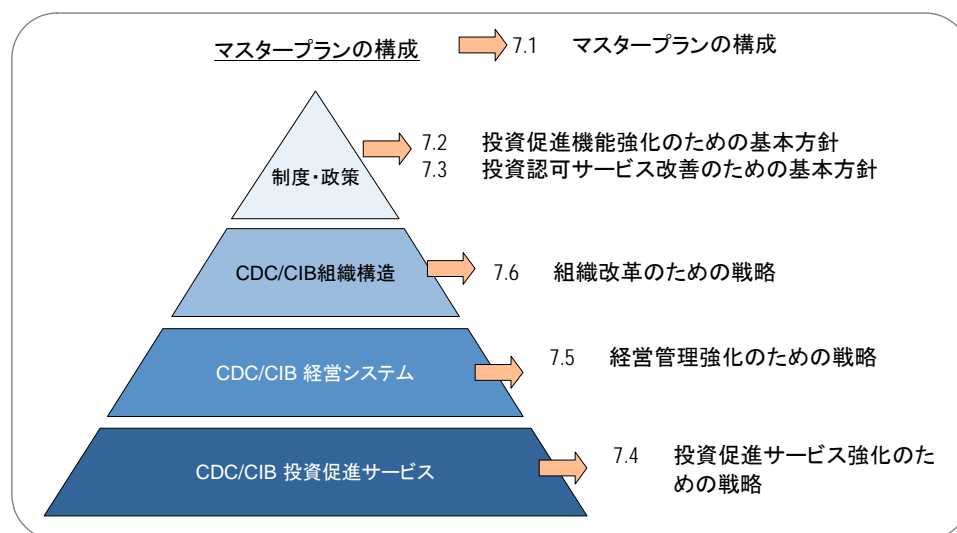 マスタープランの構成 7.1 マスタープランの構成
7.2 投資促進機能強化のための基本方針
7.3 投資認可サービス改善のための基本方針
制度・政策
CDC/CIB組織構造 7.6 組織改革のための戦略
CDC/CIB 経営システム 7.5 経営管理強化のための戦略
CDC/CIB 投資促進サービス 7.4 投資促進サービス強化のた
めの戦略